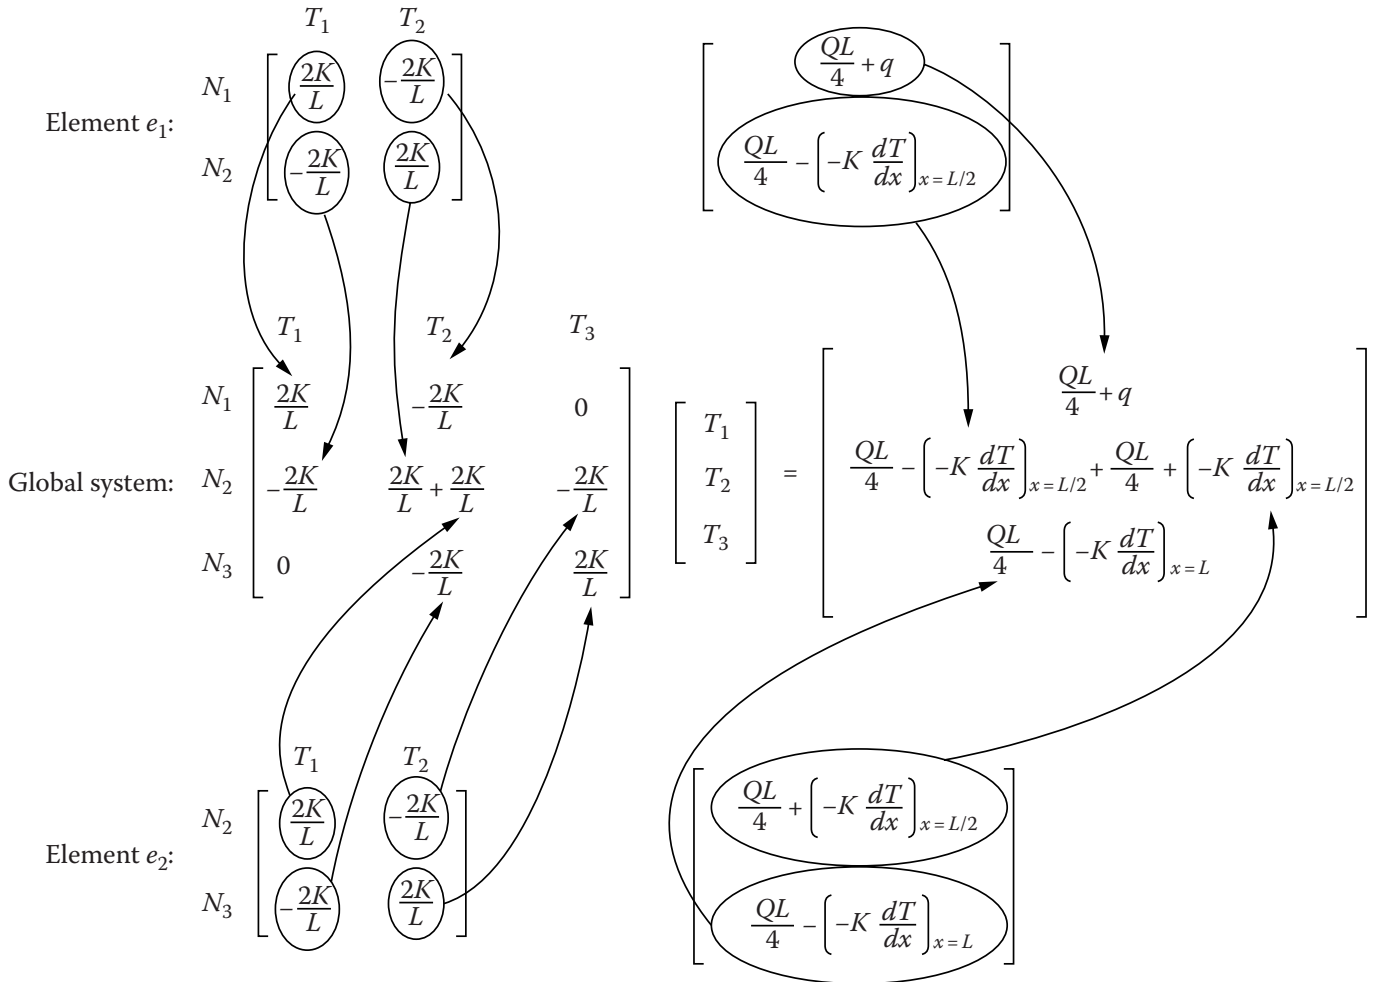 T₁ T₂
N₁ 2K/L -2K/L QL/4 + q
Element e₁:
N₂ -2K/L 2K/L QL/4 – (–K dT/dx)ₓ₌L/2
T₁ T₂ T₃
N₁ 2K/L -2K/L 0 T₁ QL/4 + q
Global system: N₂ -2K/L 2K/L + 2K/L -2K/L T₂ = QL/4 – (–K dT/dx)ₓ₌L/2 + QL/4 + (–K dT/dx)ₓ₌L/2
N₃ 0 -2K/L 2K/L T₃ QL/4 – (–K dT/dx)ₓ₌L
T₁ T₂
N₂ 2K/L -2K/L QL/4 + (–K dT/dx)ₓ₌L/2
Element e₂:
N₃ -2K/L 2K/L QL/4 – (–K dT/dx)ₓ₌L